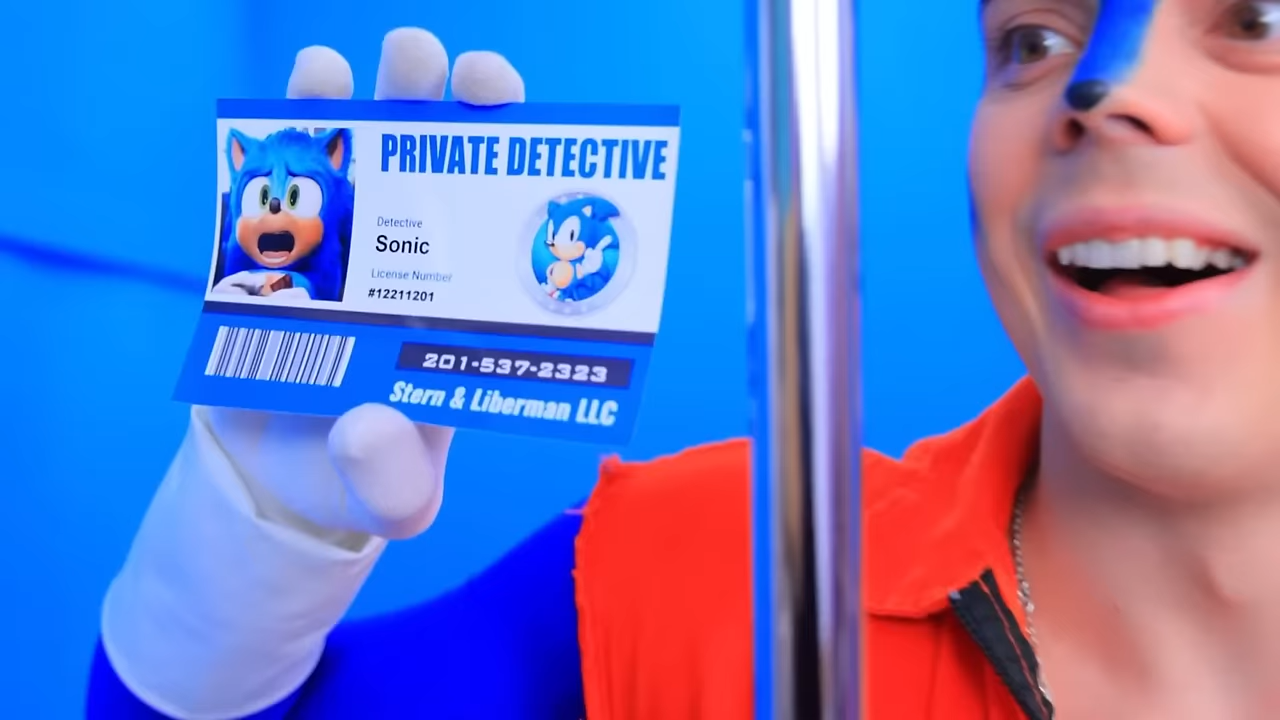 PRIVATE DETECTIVE
Detective
Sonic
License Number
#12211201
201-537-2323
Stern & Liberman LLC